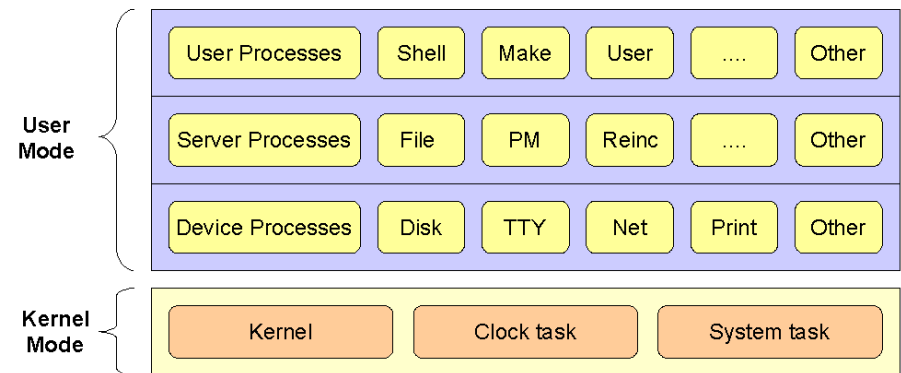 User Processes Shell Make User .... Other
User
Mode
Server Processes File PM Reinc .... Other
Device Processes Disk TTY Net Print Other
Kernel
Mode
Kernel Clock task System task